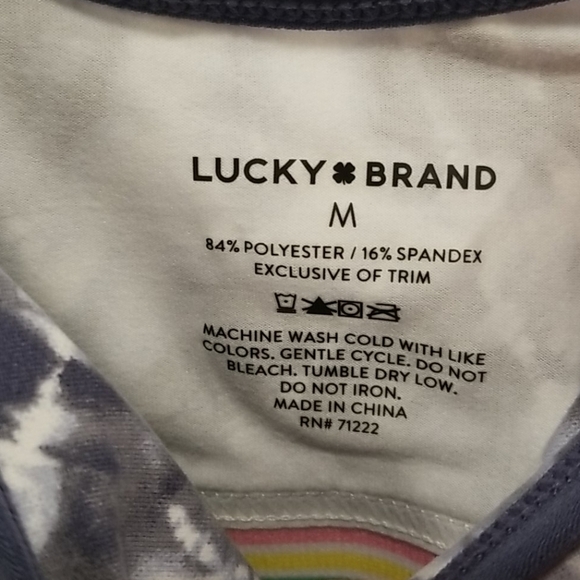 LUCKY BRAND
M
84% POLYESTER / 16% SPANDEX
EXCLUSIVE OF TRIM
MACHINE WASH COLD WITH LIKE
COLORS. GENTLE CYCLE. DO NOT
BLEACH. TUMBLE DRY LOW.
DO NOT IRON.
MADE IN CHINA
RN# 71222